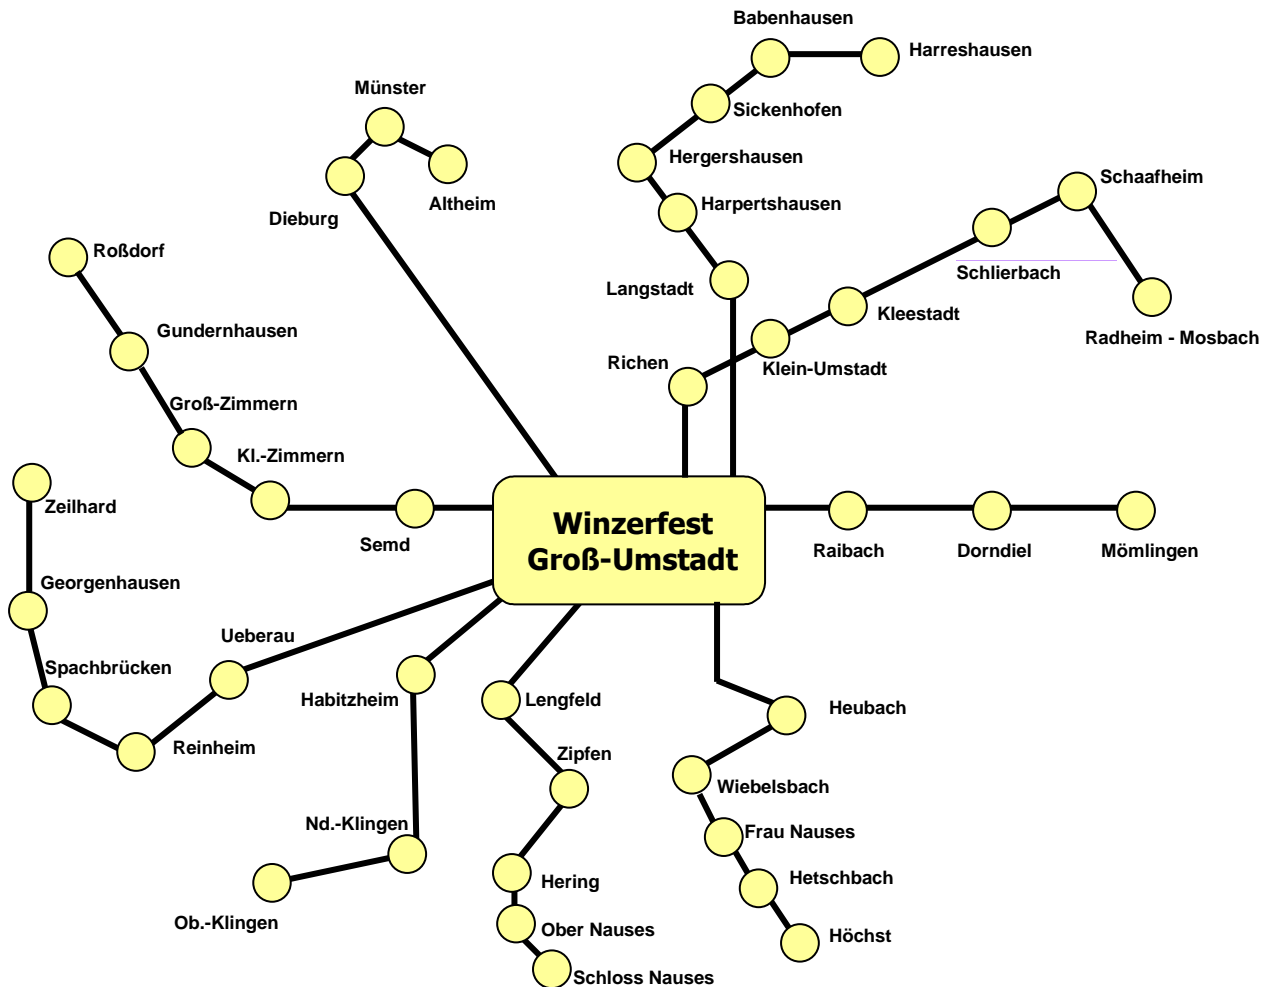 Babenhausen
Harreshausen
Münster
Sickenhofen
Hergershausen
Schaafheim
Altheim
Harpertshausen
Dieburg
Roßdorf
Schlierbach
Langstadt
Kleestadt
Gundernhausen
Radheim - Mosbach
Richen
Klein-Umstadt
Groß-Zimmern
Kl.-Zimmern
Zeilhard
Winzerfest
Groß-Umstadt
Semd
Raibach
Dorndiel
Mömlingen
Georgenhausen
Ueberau
Spachbrücken
Habitzheim
Lengfeld
Heubach
Reinheim
Zipfen
Wiebelsbach
Nd.-Klingen
Frau Nauses
Hering
Hetschbach
Ob.-Klingen
Ober Nauses
Höchst
Schloss Nauses